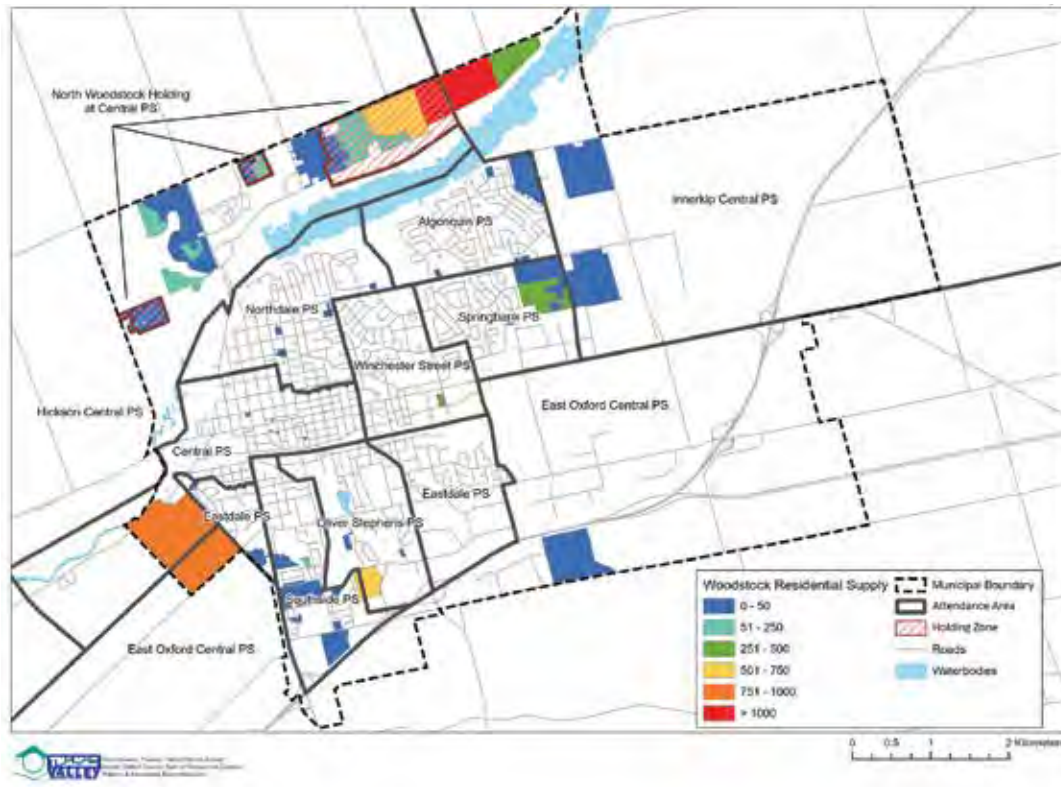 North Woodstock Holding
at Central PS
Innerkip Central PS
Algonquin PS
Northdale PS
Springbank PS
Winchester Street PS
Hickson Central PS
East Oxford Central PS
Central PS
Eastdale PS
Eastdale PS
Oliver Stephens PS
Southside PS
East Oxford Central PS
Woodstock Residential Supply
0 - 50
51 - 250
251 - 500
501 - 750
751 - 1000
> 1000
Municipal Boundary
Attendance Area
Holding Zone
Roads
Waterbodies
0 0.5 1 2 Kilometers
VALLEY